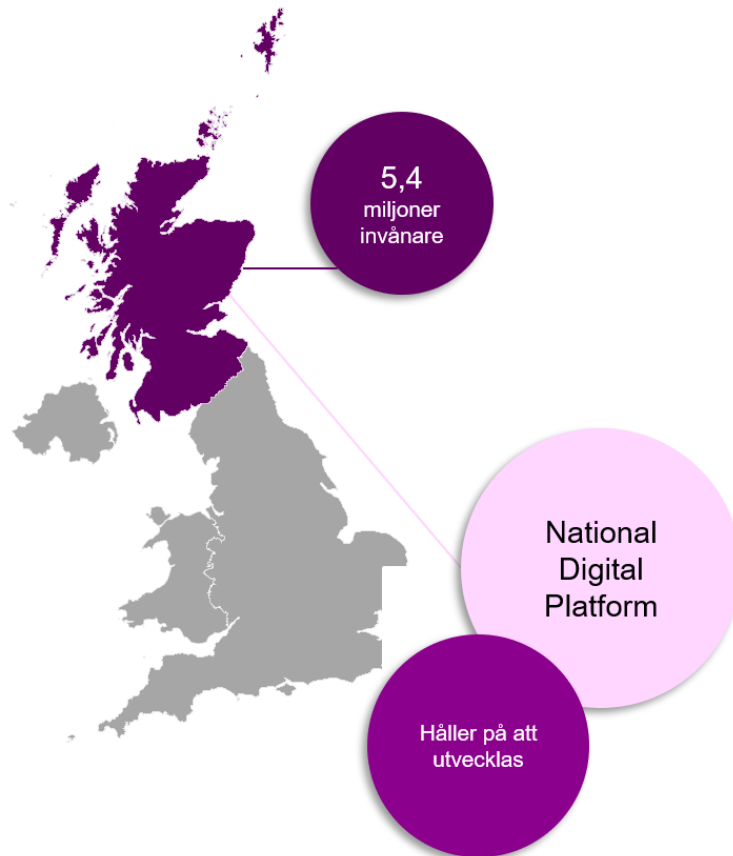 5,4
miljoner
invånare
National
Digital
Platform
Håller på att
utvecklas